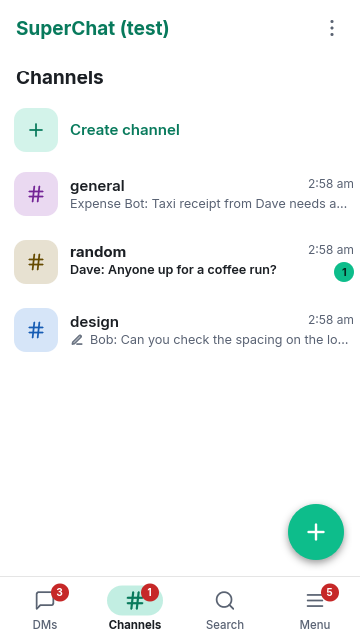 SuperChat (test)
Channels
Create channel
general
2:58 am
Expense Bot: Taxi receipt from Dave needs a...
random
2:58 am
Dave: Anyone up for a coffee run?
1
design
2:58 am
Bob: Can you check the spacing on the lo...
3
1
5
DMs
Channels
Search
Menu